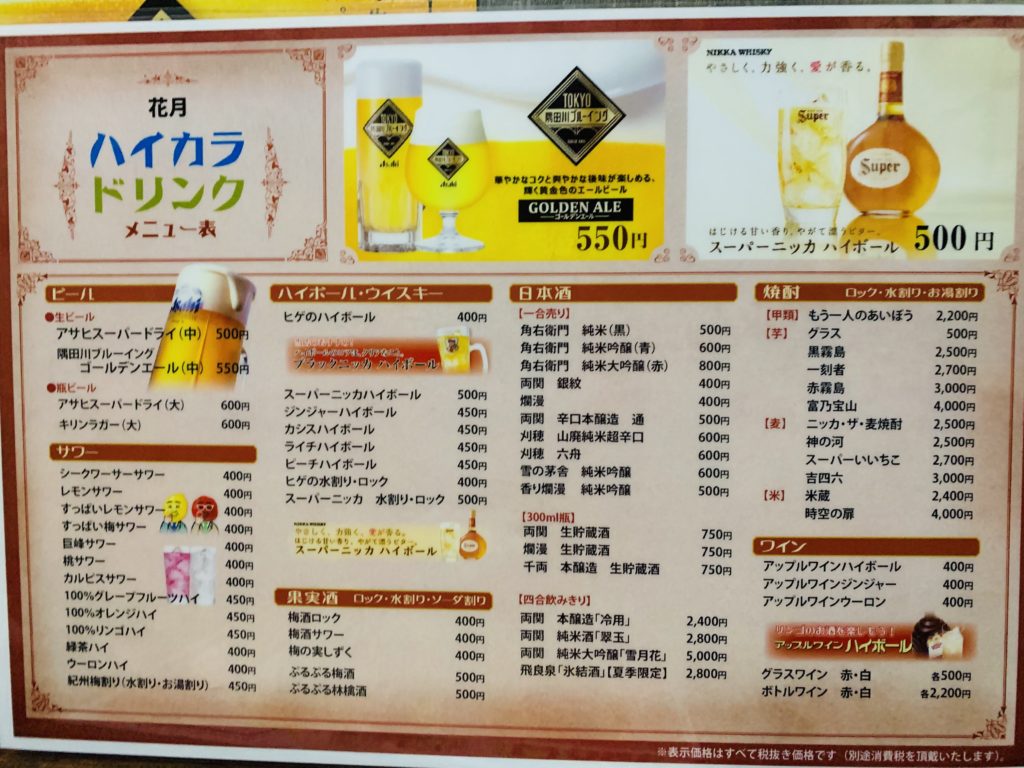 花月
ハイカラ
ドリンク
メニュー表
TOKYO
隅田川ブルーイング
Asahi
Asahi
華やかなコクと爽やかな後味が楽しめる、
輝く黄金色のエールビール
GOLDEN ALE
ゴールデンエール
550円
NIKKA WHISKY
やさしく、力強く、愛が香る。
Super
Super
はじける甘い香り、やがて漂うビター。
スーパーニッカ ハイボール 500円
ビール
●生ビール
アサヒスーパードライ(中) 500円
隅田川ブルーイング
ゴールデンエール(中) 550円
●瓶ビール
アサヒスーパードライ(大) 600円
キリンラガー(大) 600円
サワー
シークワーサーサワー 400円
レモンサワー 400円
すっぱいレモンサワー 400円
すっぱい梅サワー 400円
巨峰サワー 400円
桃サワー 400円
カルピスサワー 400円
100%グレープフルーツハイ 450円
100%オレンジハイ 450円
100%リンゴハイ 450円
緑茶ハイ 400円
ウーロンハイ 400円
紀州梅割り(水割り・お湯割り) 450円
ハイボール・ウイスキー
ヒゲのハイボール 400円
ブラックニッカ ハイボール
スーパーニッカハイボール 500円
ジンジャーハイボール 450円
カシスハイボール 450円
ライチハイボール 450円
ピーチハイボール 450円
ヒゲの水割り・ロック 400円
スーパーニッカ 水割り・ロック 500円
NIKKA WHISKY
やさしく、力強く、愛が香る。
はじける甘い香り、やがて漂うビター。
スーパーニッカ ハイボール
果実酒 ロック・水割り・ソーダ割り
梅酒ロック 400円
梅酒サワー 400円
梅の実しずく 400円
ぷるぷる梅酒 500円
ぷるぷる林檎酒 500円
日本酒
【一合売り】
角右衛門 純米(黒) 500円
角右衛門 純米吟醸(青) 600円
角右衛門 純米大吟醸(赤) 800円
両関 銀紋 400円
爛漫 400円
両関 辛口本醸造 通 500円
刈穂 山廃純米超辛口 600円
刈穂 六舟 600円
雪の茅舎 純米吟醸 600円
香り爛漫 純米吟醸 500円
【300ml瓶】
両関 生貯蔵酒 750円
爛漫 生貯蔵酒 750円
千両 本醸造 生貯蔵酒 750円
【四合飲みきり】
両関 本醸造「冷用」 2,400円
両関 純米酒「翠玉」 2,800円
両関 純米大吟醸「雪月花」 5,000円
飛良泉「氷結酒」【夏季限定】 2,800円
焼酎 ロック・水割り・お湯割り
【甲類】 もう一人のあいぼう 2,200円
【芋】 グラス 500円
黒霧島 2,500円
一刻者 2,700円
赤霧島 3,000円
富乃宝山 4,000円
【麦】 ニッカ・ザ・麦焼酎 2,500円
神の河 2,500円
スーパーいいちこ 2,700円
吉四六 3,000円
【米】 米蔵 2,400円
時空の扉 4,000円
ワイン
アップルワインハイボール 400円
アップルワインジンジャー 400円
アップルワインウーロン 400円
リンゴのお酒を楽しもう!
アップルワイン ハイボール
グラスワイン 赤・白 各500円
ボトルワイン 赤・白 各2,200円
※表示価格はすべて税抜き価格です(別途消費税を頂戴いたします)。